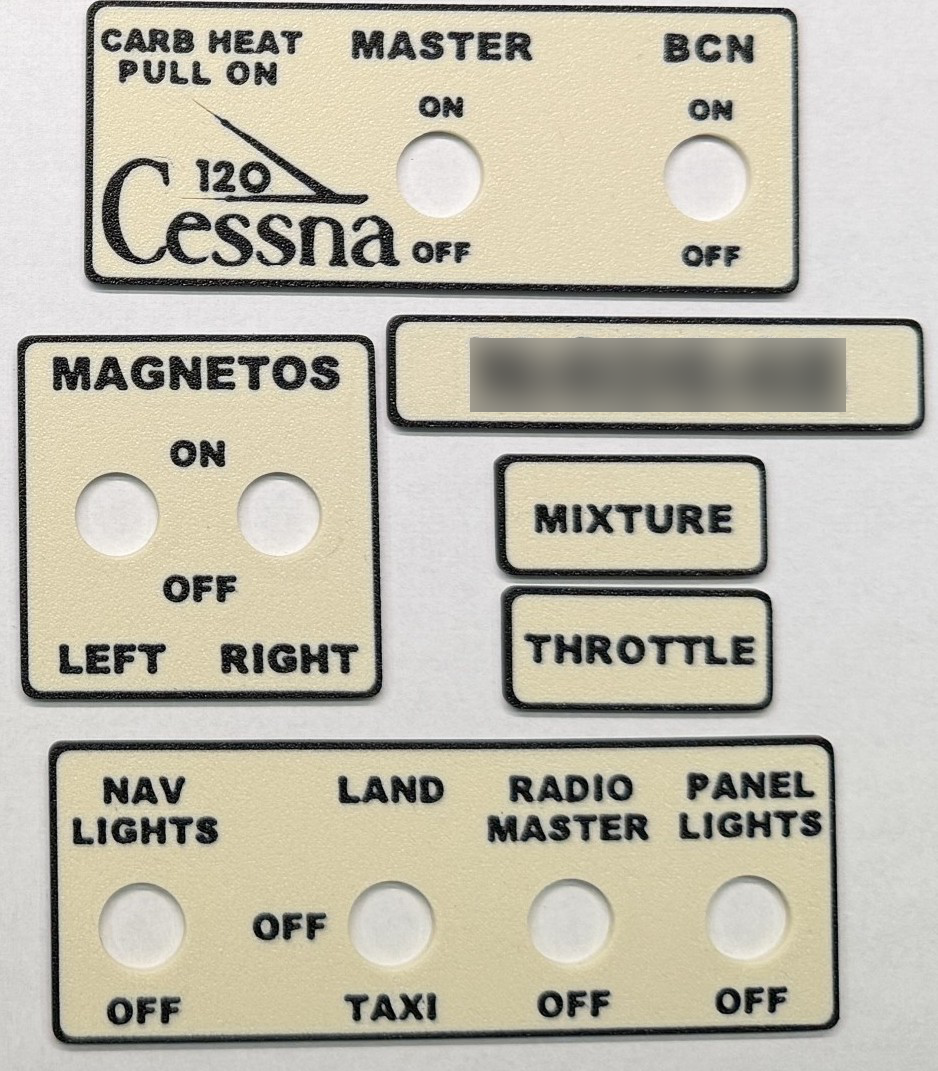 CARB HEAT
PULL ON
MASTER
ON
OFF
BCN
ON
OFF
120
Cessna
MAGNETOS
ON
OFF
LEFT RIGHT
MIXTURE
THROTTLE
NAV
LIGHTS
OFF
LAND
OFF
TAXI
RADIO
MASTER
OFF
PANEL
LIGHTS
OFF